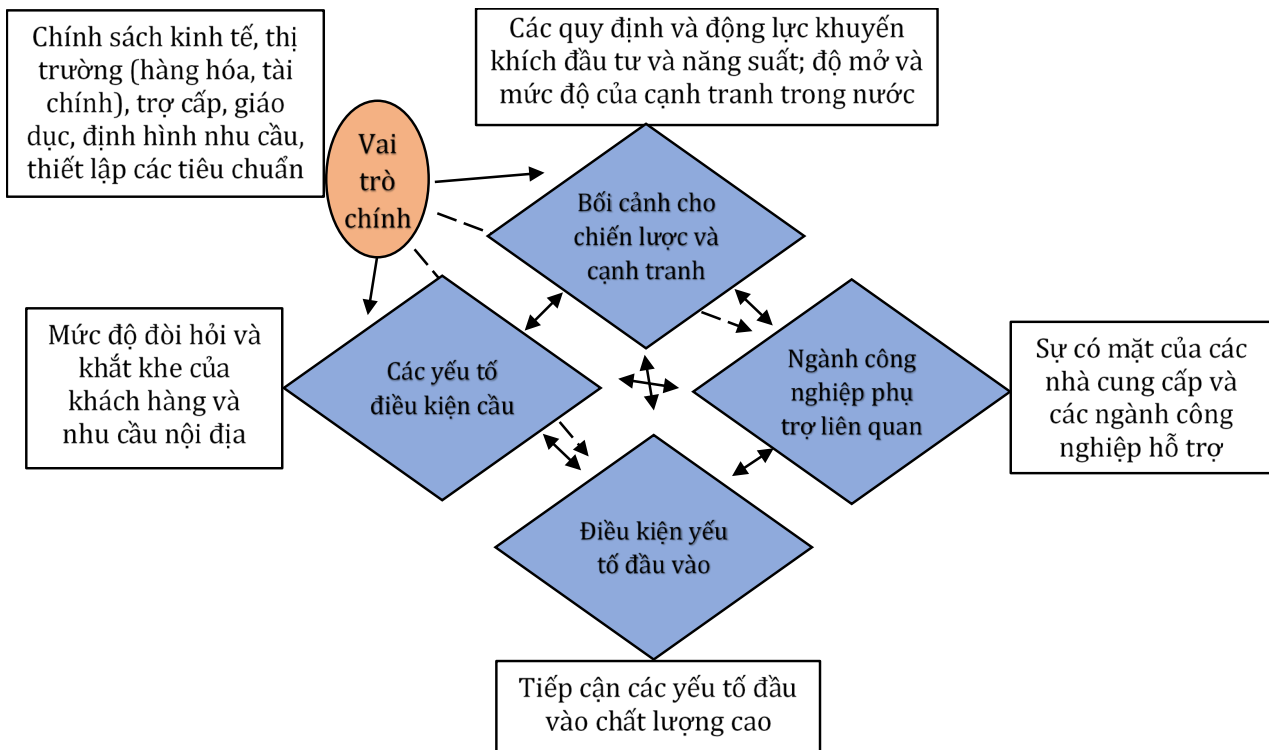 Chính sách kinh tế, thị
trường (hàng hóa, tài
chính), trợ cấp, giáo
dục, định hình nhu cầu,
thiết lập các tiêu chuẩn
Các quy định và động lực khuyến
khích đầu tư và năng suất; độ mở và
mức độ của cạnh tranh trong nước
Vai
trò
chính
Bối cảnh cho
chiến lược và
cạnh tranh
Mức độ đòi hỏi và
khắt khe của
khách hàng và
nhu cầu nội địa
Các yếu tố
điều kiện cầu
Ngành công
nghiệp phụ
trợ liên quan
Sự có mặt của các
nhà cung cấp và
các ngành công
nghiệp hỗ trợ
Điều kiện yếu
tố đầu vào
Tiếp cận các yếu tố đầu
vào chất lượng cao